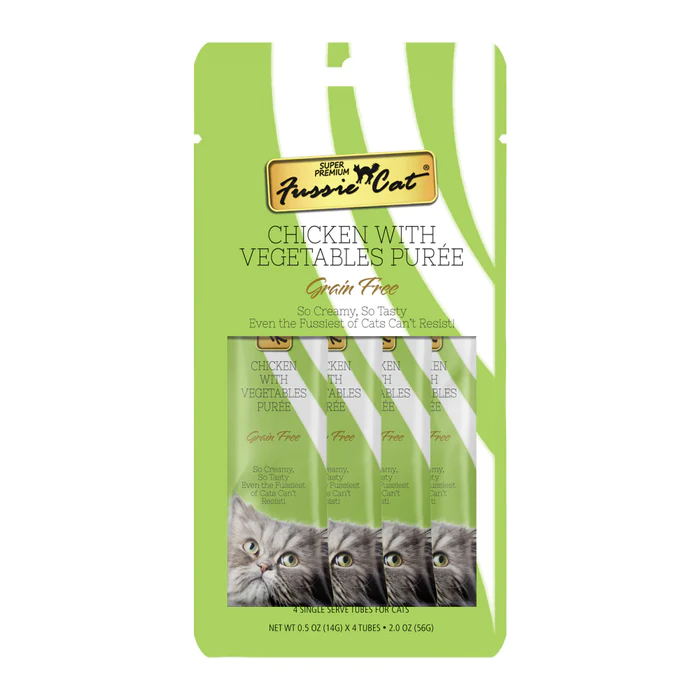 SUPER
PREMIUM
Fussie Cat®
CHICKEN WITH
VEGETABLES PURÉE
Grain Free
So Creamy, So Tasty
Even the Fussiest of Cats Can't Resist!
CHICKEN
WITH
VEGETABLES
PURÉE
Grain Free
So Creamy,
So Tasty
Even the Fussiest
of Cats Can't
Resist!
4 SINGLE SERVE TUBES FOR CATS
NET WT 0.5 OZ (14G) X 4 TUBES • 2.0 OZ (56G)